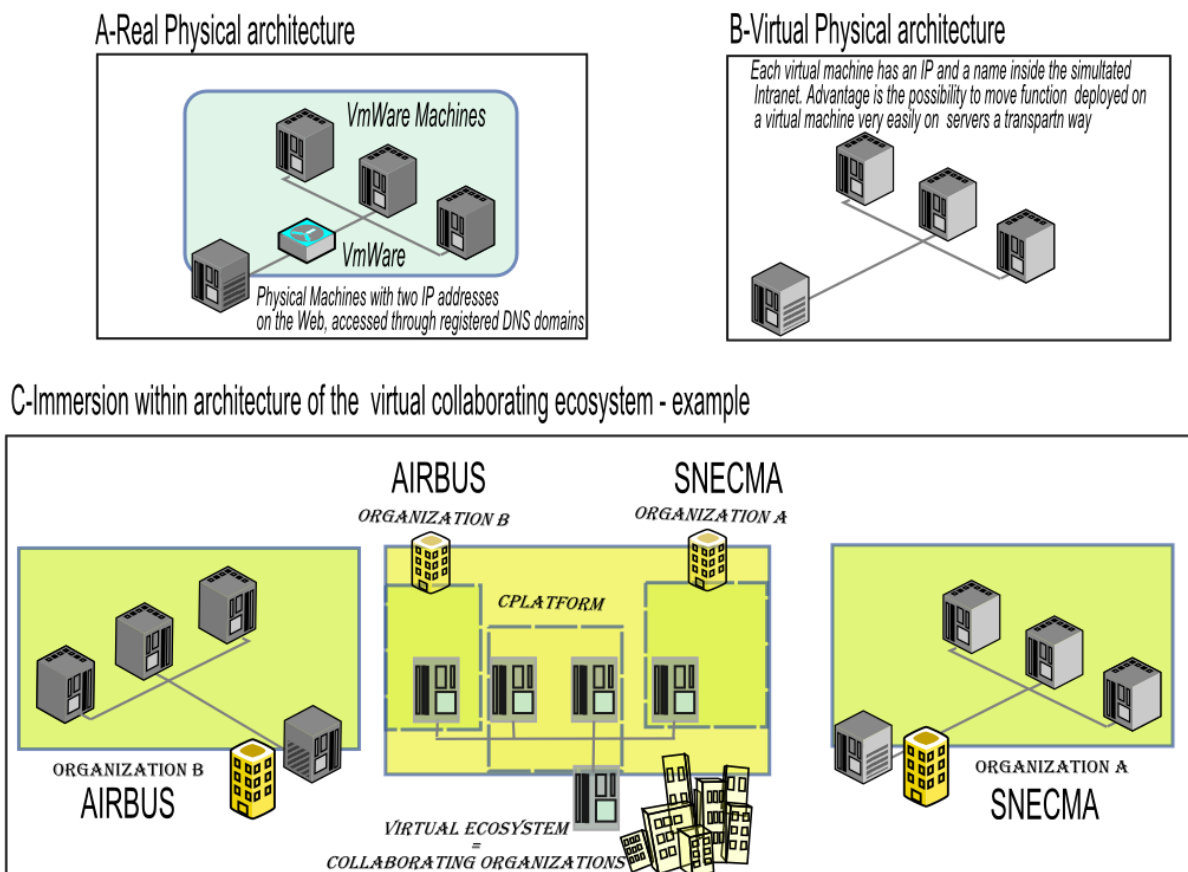 A-Real Physical architecture
VmWare Machines
VmWare
Physical Machines with two IP addresses
on the Web, accessed through registered DNS domains
B-Virtual Physical architecture
Each virtual machine has an IP and a name inside the simultated
Intranet. Advantage is the possibility to move function deployed on
a virtual machine very easily on servers a transpartn way
C-Immersion within architecture of the virtual collaborating ecosystem - example
AIRBUS
ORGANIZATION B
SNECMA
ORGANIZATION A
CPLATFORM
ORGANIZATION B
AIRBUS
VIRTUAL ECOSYSTEM
=
COLLABORATING ORGANIZATIONS
ORGANIZATION A
SNECMA